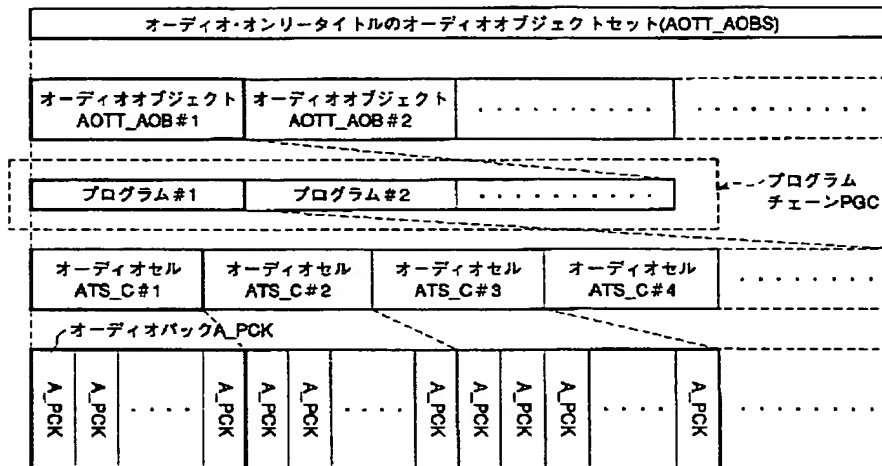 オーディオ・オンリータイトルのオーディオオブジェクトセット(AOTT_AOBS)
オーディオオブジェクト
AOTT_AOB#1
オーディオオブジェクト
AOTT_AOB#2
プログラム#1
プログラム#2
プログラム
チェーンPGC
オーディオセル
ATS_C#1
オーディオセル
ATS_C#2
オーディオセル
ATS_C#3
オーディオセル
ATS_C#4
オーディオパックA_PCK
A_PCK
A_PCK
A_PCK
A_PCK
A_PCK
A_PCK
A_PCK
A_PCK
A_PCK
A_PCK